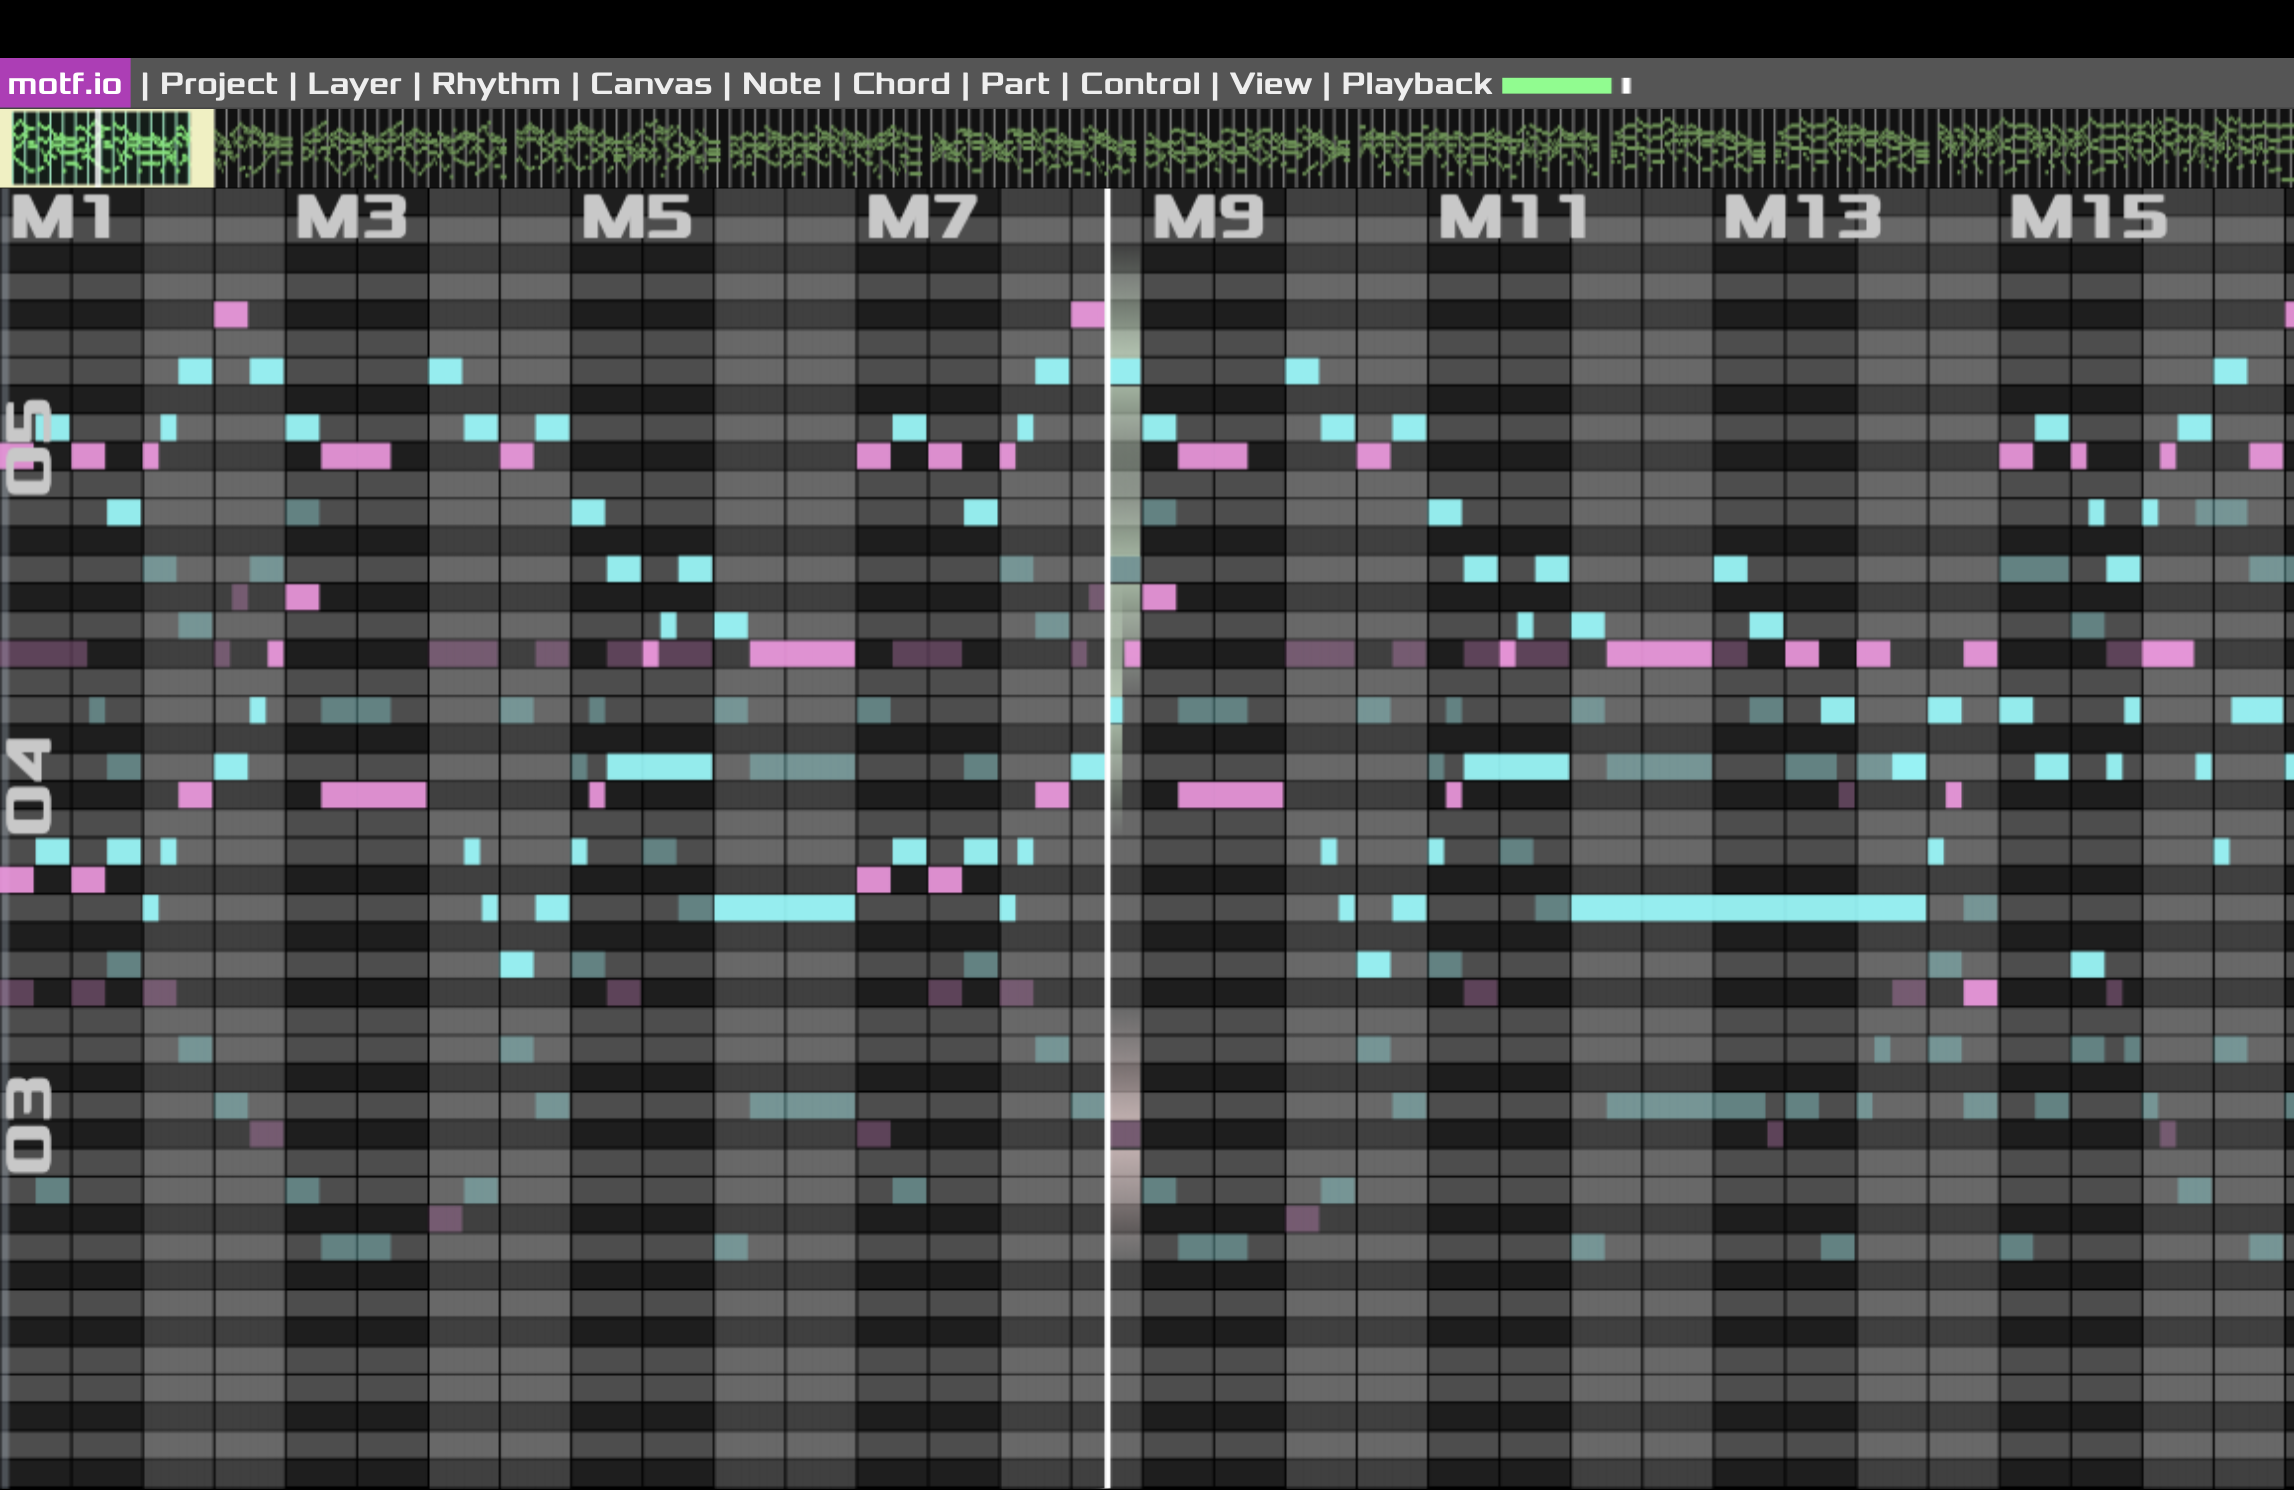 motf.io | Project | Layer | Rhythm | Canvas | Note | Chord | Part | Control | View | Playback
M1 M3 M5 M7 M9 M11 M13 M15
05
04
03